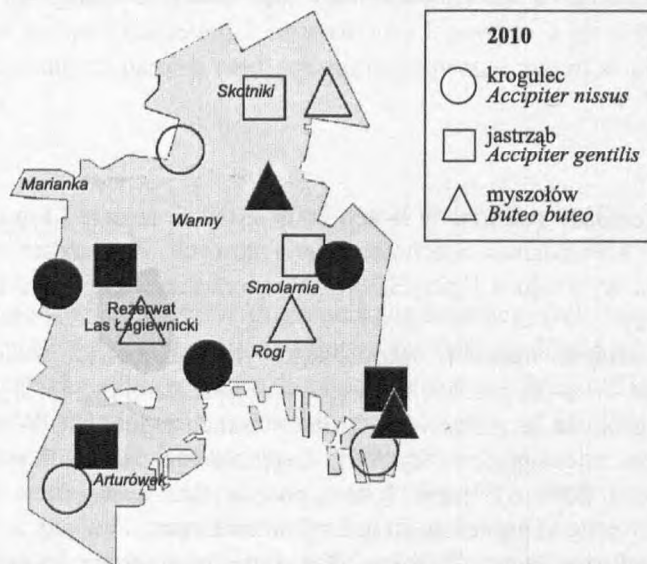 2010
krogulec
Accipiter nissus
jastrząb
Accipiter gentilis
myszołów
Buteo buteo
Skotniki
Marianka
Wanny
Smolarnia
Rezerwat
Las Łagiewnicki
Rogi
Arturówek